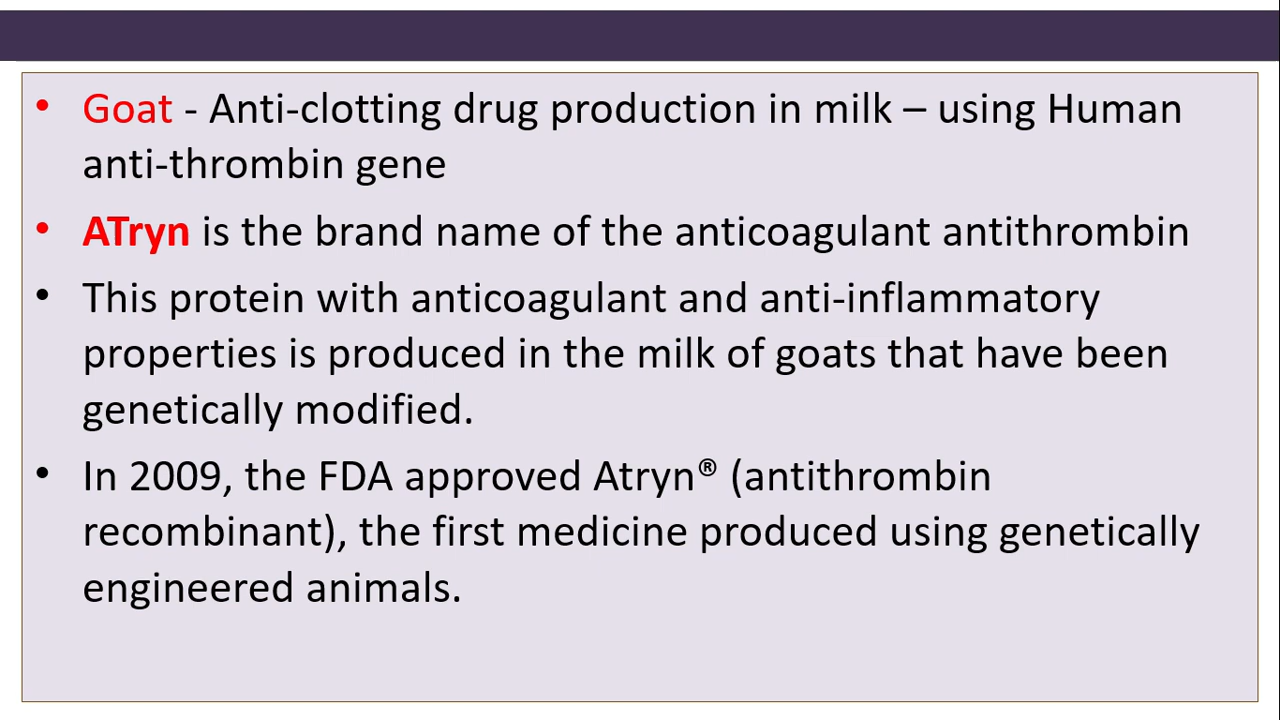 • Goat - Anti-clotting drug production in milk – using Human
anti-thrombin gene
• ATryn is the brand name of the anticoagulant antithrombin
• This protein with anticoagulant and anti-inflammatory
properties is produced in the milk of goats that have been
genetically modified.
• In 2009, the FDA approved Atryn® (antithrombin
recombinant), the first medicine produced using genetically
engineered animals.